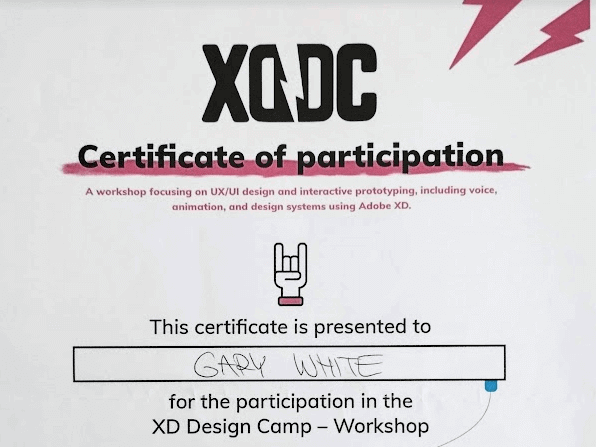 XDDC
Certificate of participation
A workshop focusing on UX/UI design and interactive prototyping, including voice,
animation, and design systems using Adobe XD.
This certificate is presented to
GARY WHITE
for the participation in the
XD Design Camp – Workshop